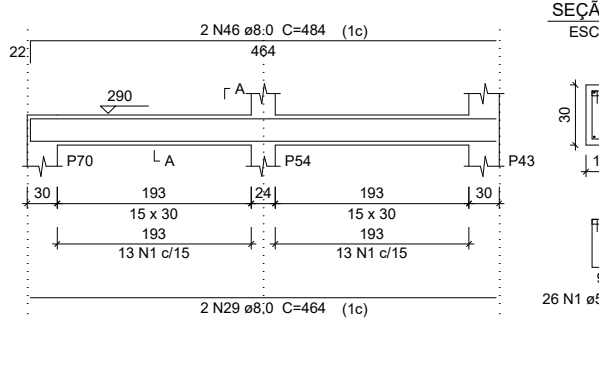 SEÇÃ
ESC
2 N46 ø8.0 C=484 (1c)
22
464
290
A
30
P70
A
P54
P43
1
30
193
24
193
30
15 x 30
15 x 30
193
193
13 N1 c/15
13 N1 c/15
9
26 N1 ø5
2 N29 ø8.0 C=464 (1c)